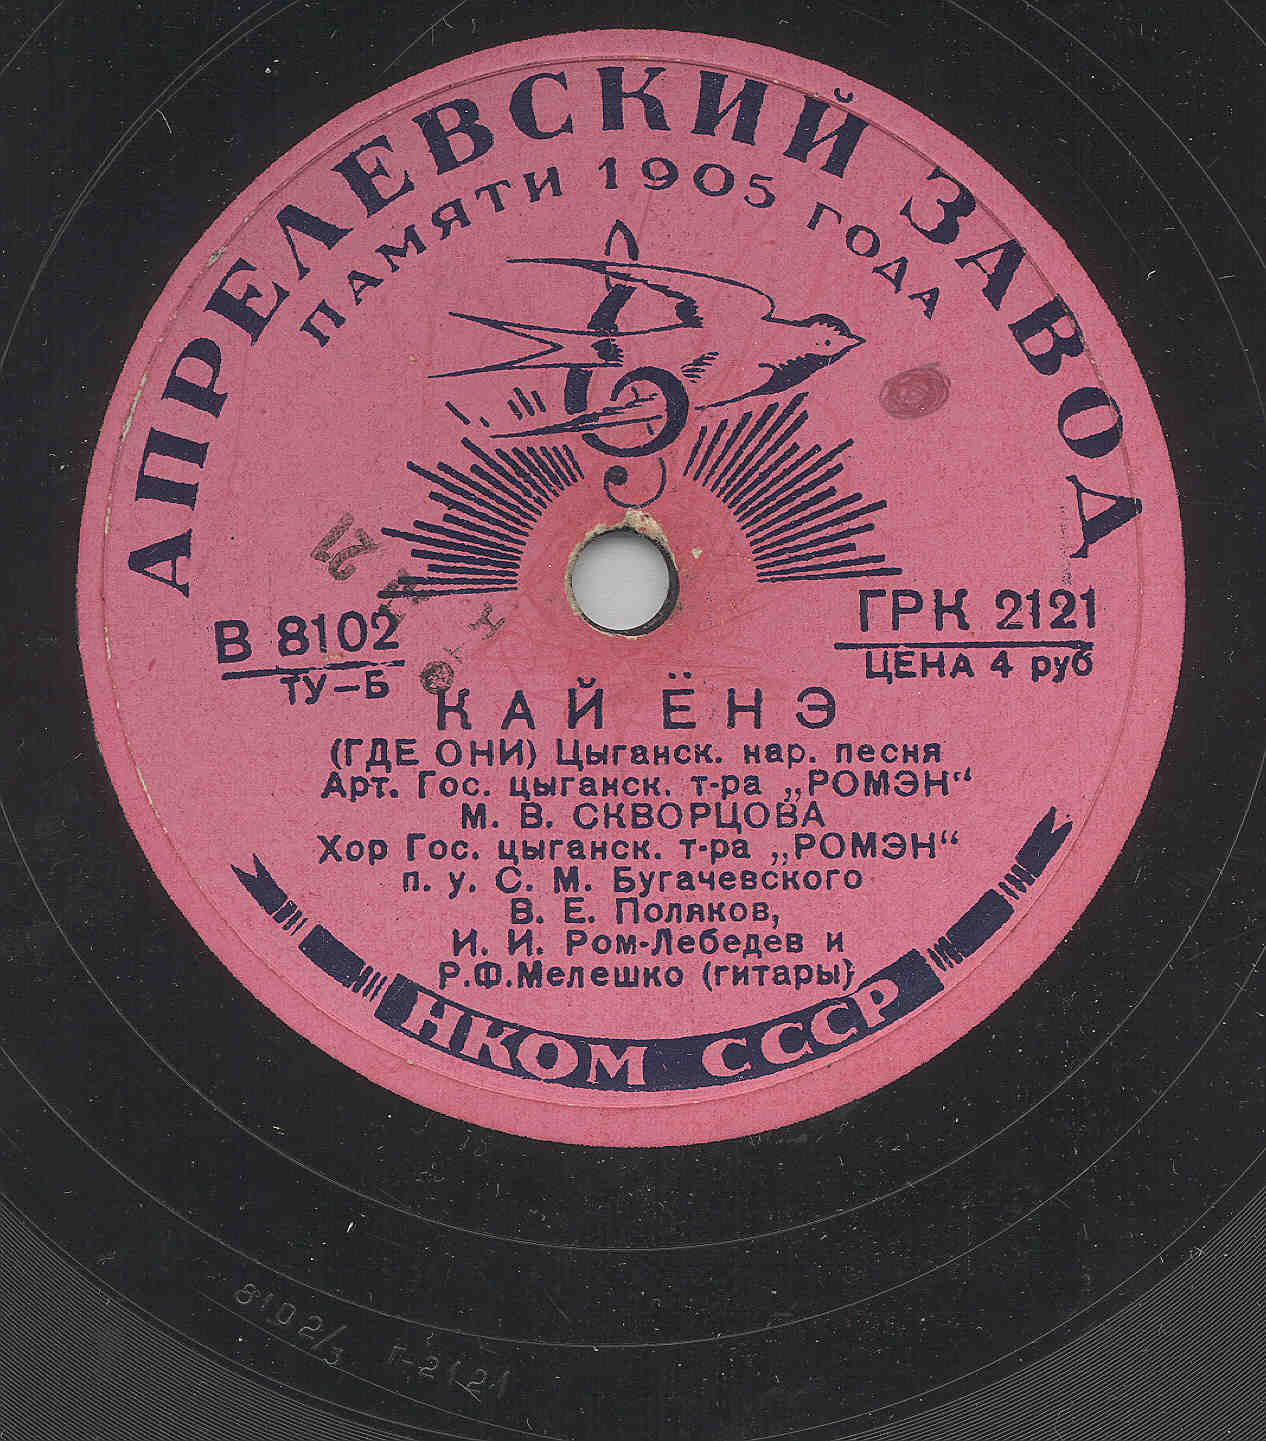 АПРЕЛЕВСКИЙ ЗАВОД
ПАМЯТИ 1905 ГОДА
В 8102
ТУ–Б
ГРК 2121
ЦЕНА 4 руб
КАЙ ЁНЭ
(ГДЕ ОНИ) Цыганск. нар. песня
Арт. Гос. цыганск. т-ра „РОМЭН“
М. В. СКВОРЦОВА
Хор Гос. цыганск. т-ра „РОМЭН“
п. у. С. М. Бугачевского
В. Е. Поляков,
И. И. Ром-Лебедев и
Р.Ф.Мелешко (гитары)
НКОМ СССР
8102/3 Г-2121